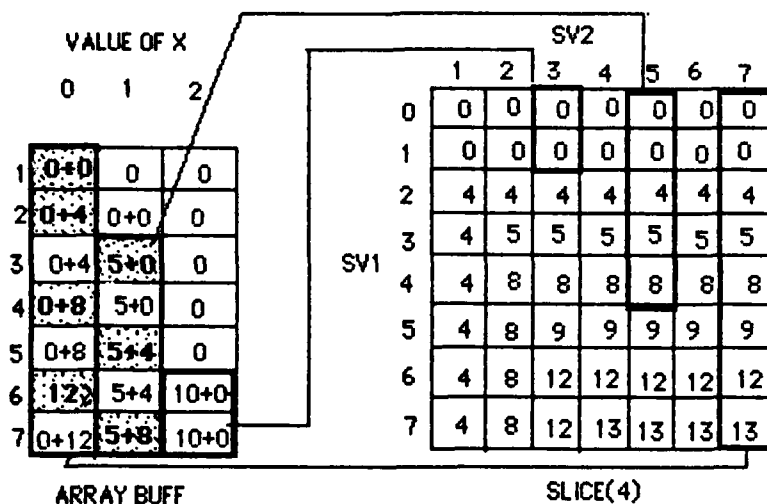 VALUE OF X
0 1 2
1 0+0 0 0
2 0+4 0+0 0
3 0+4 5+0 0
4 0+8 5+0 0
5 0+8 5+4 0
6 12 5+4 10+0
7 0+12 5+8 10+0
ARRAY BUFF
SV2
1 2 3 4 5 6 7
0 0 0 0 0 0 0 0
1 0 0 0 0 0 0 0
2 4 4 4 4 4 4 4
SV1
3 4 5 5 5 5 5 5
4 4 8 8 8 8 8 8
5 4 8 9 9 9 9 9
6 4 8 12 12 12 12 12
7 4 8 12 13 13 13 13
SLICE(4)